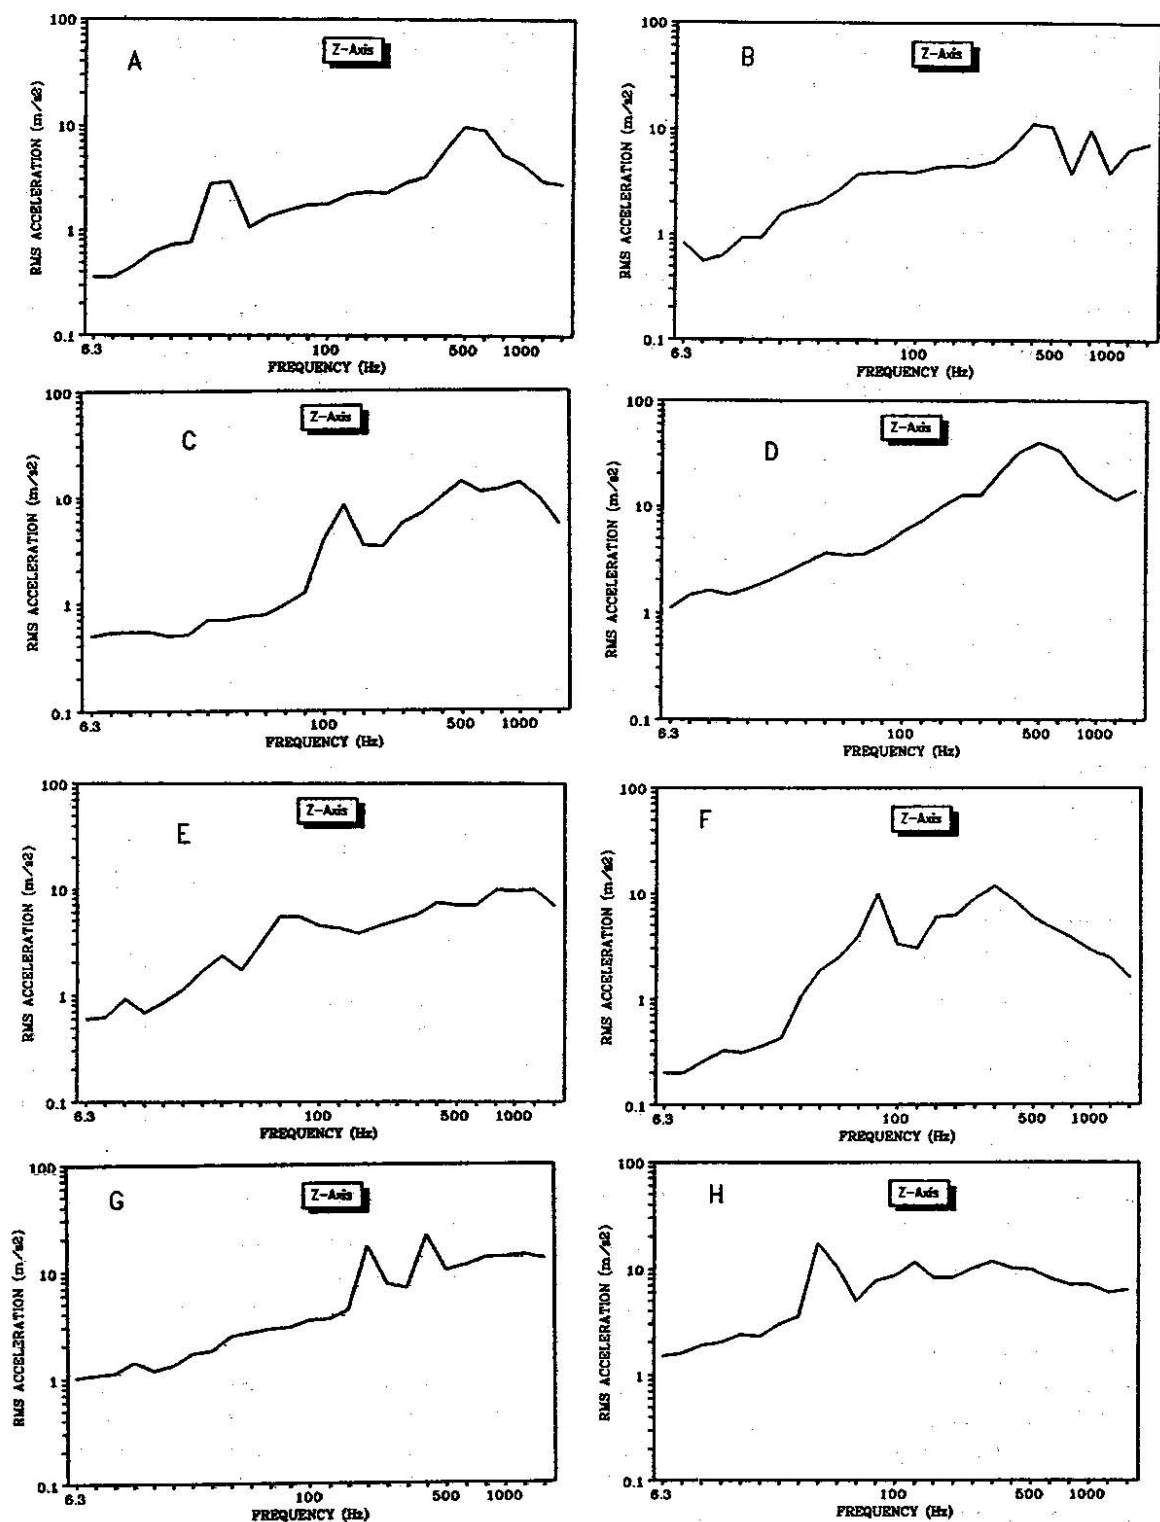 A
Z-Axis
RMS ACCELERATION (m/s2)
100
10
1
0.1
6.3 100 500 1000
FREQUENCY (Hz)
B
Z-Axis
RMS ACCELERATION (m/s2)
100
10
1
0.1
6.3 100 500 1000
FREQUENCY (Hz)
C
Z-Axis
RMS ACCELERATION (m/s2)
100
10
1
0.1
6.3 100 500 1000
FREQUENCY (Hz)
D
Z-Axis
RMS ACCELERATION (m/s2)
100
10
1
0.1
6.3 100 500 1000
FREQUENCY (Hz)
E
Z-Axis
RMS ACCELERATION (m/s2)
100
10
1
0.1
6.3 100 500 1000
FREQUENCY (Hz)
F
Z-Axis
RMS ACCELERATION (m/s2)
100
10
1
0.1
6.3 100 500 1000
FREQUENCY (Hz)
G
Z-Axis
RMS ACCELERATION (m/s2)
100
10
1
0.1
6.3 100 500 1000
FREQUENCY (Hz)
H
Z-Axis
RMS ACCELERATION (m/s2)
100
10
1
0.1
6.3 100 500 1000
FREQUENCY (Hz)